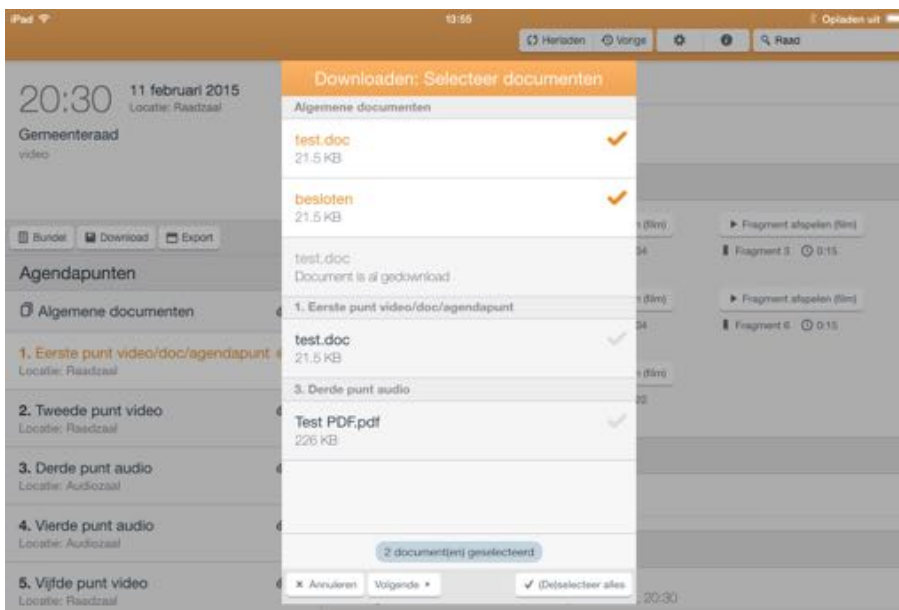 iPad
13:55
Opladen uit
Herladen
Vorige
Raad
20:30
11 februari 2015
Locatie: Raadzaal
Gemeenteraad
video
Bundel
Download
Export
Agendapunten
Algemene documenten
1. Eerste punt video/doc/agendapunt
Locatie: Raadzaal
2. Tweede punt video
Locatie: Raadzaal
3. Derde punt audio
Locatie: Audiozaal
4. Vierde punt audio
Locatie: Audiozaal
5. Vijfde punt video
Locatie: Raadzaal
Downloaden: Selecteer documenten
Algemene documenten
test.doc
21.5 KB
besloten
21.5 KB
test.doc
Document is al gedownload
1. Eerste punt video/doc/agendapunt
test.doc
21.5 KB
3. Derde punt audio
Test PDF.pdf
226 KB
2 document(en) geselecteerd
Annuleren
Volgende
(De)selecteer alles
(film)
Fragment afspelen (film)
Fragment 5 0:15
(film)
Fragment afspelen (film)
Fragment 6 0:15
(film)
20:30